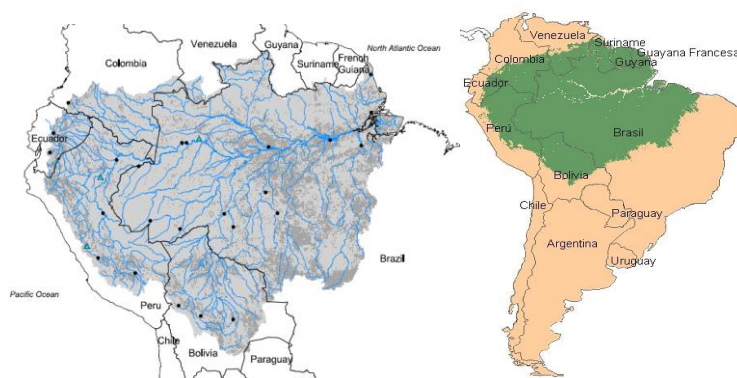 Venezuela
Guyana
North Atlantic Ocean
Colombia
Suriname
French
Guiana
Ecuador
Brazil
Pacific Ocean
Peru
Chile
Bolivia
Paraguay
Venezuela
Suriname
Guayana Francesa
Colombia
Guyana
Ecuador
Perú
Brasil
Bolivia
Chile
Paraguay
Argentina
Uruguay